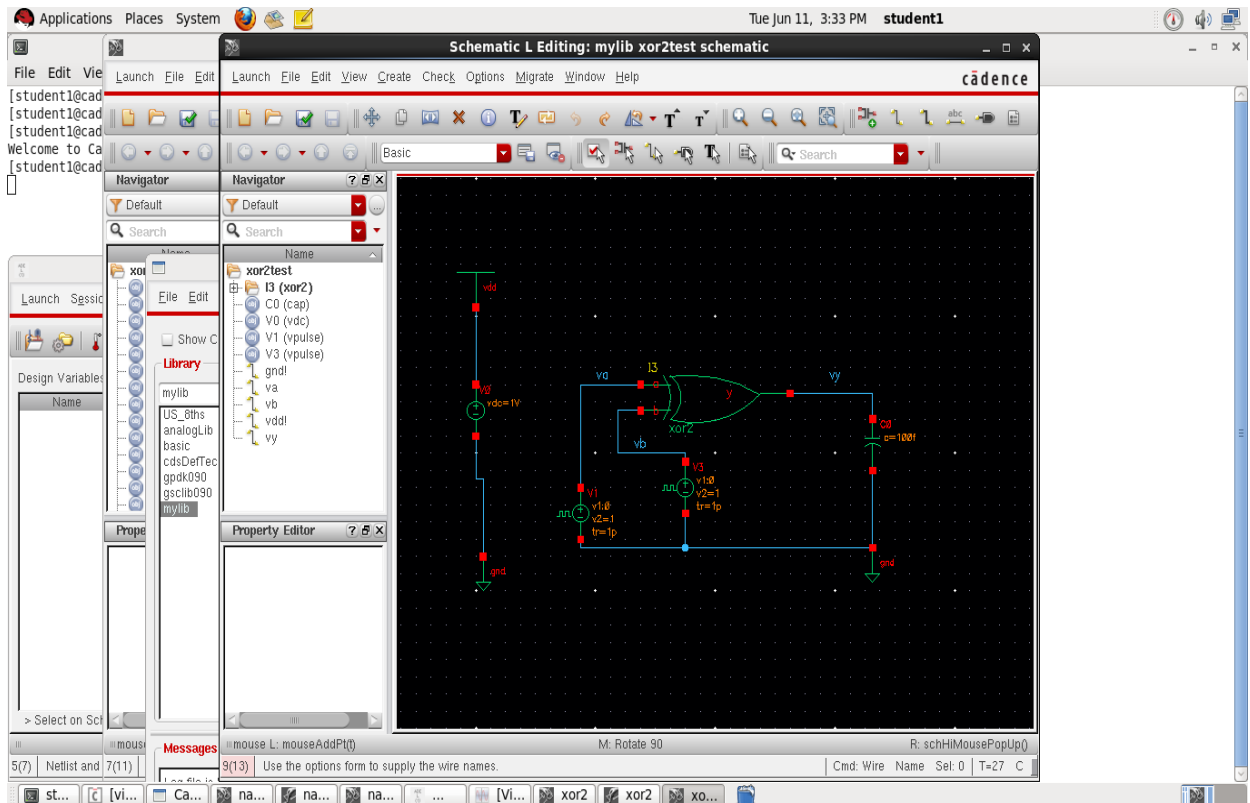 Applications Places System Tue Jun 11, 3:33 PM student1
Schematic L Editing: mylib xor2test schematic
File Edit Vie
Launch File Edit
Launch File Edit View Create Check Options Migrate Window Help
cādence
[student1@cad
[student1@cad
[student1@cad
Welcome to Ca
[student1@cad
abc
Basic
Search
Navigator
Navigator
Default
Default
Search
Search
Name
Name
xor2test
I3 (xor2)
C0 (cap)
V0 (vdc)
V1 (vpulse)
V3 (vpulse)
gnd!
va
vb
vdd!
vy
xo
Launch Sessio
File Edit
Show C
Library
mylib
US_8ths
analogLib
basic
cdsDefTec
gpdk090
gsclib090
mylib
Design Variables
Name
Prope
Property Editor
vdd
V0
vdc=1V
gnd
va
I3
a
b
y
xor2
vb
vy
V3
v1:0
v2=1
tr=1p
V1
v1:0
v2=1
tr=1p
C0
c=100f
gnd
> Select on Sch
mous
Messages
mouse L: mouseAddPt(t)
M: Rotate 90
R: schHiMousePopUp()
5(7) Netlist and
7(11)
9(13) Use the options form to supply the wire names.
Cmd: Wire Name Sel: 0 T=27 C
st... [vi... Ca... na... na... na... ... [Vi... xor2 xor2 xo...